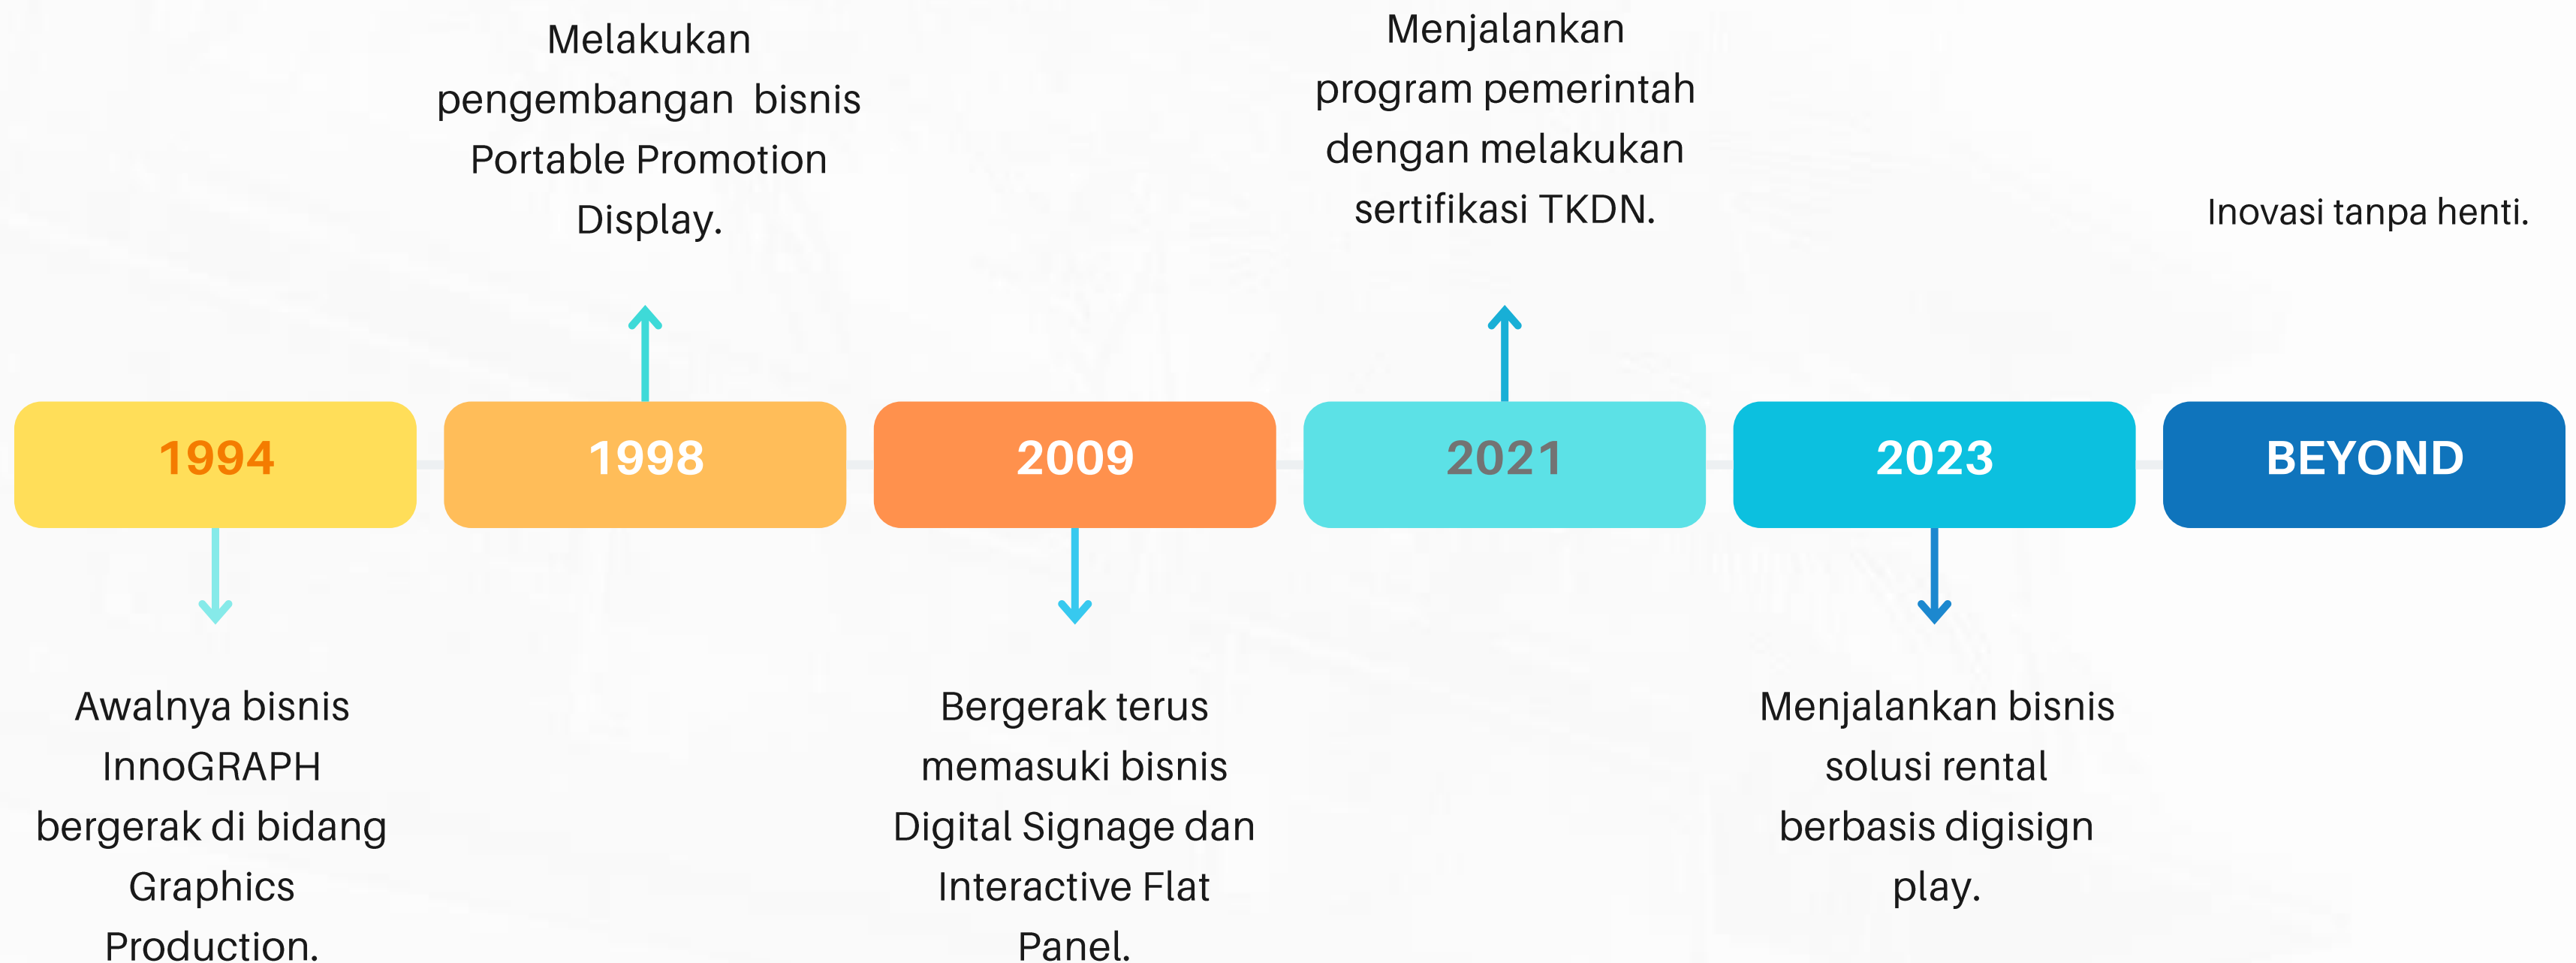 Melakukan
pengembangan  bisnis
Portable Promotion
Display.
Menjalankan
program pemerintah
dengan melakukan
sertifikasi TKDN.
Inovasi tanpa henti.
1994
1998
2009
2021
2023
BEYOND
Awalnya bisnis
InnoGRAPH
bergerak di bidang
Graphics
Production.
Bergerak terus
memasuki bisnis
Digital Signage dan
Interactive Flat
Panel.
Menjalankan bisnis
solusi rental
berbasis digisign
play.